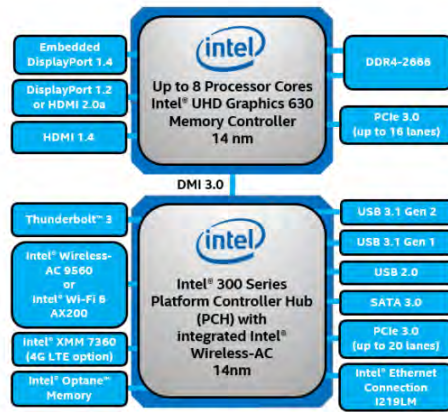 Embedded
DisplayPort 1.4
DisplayPort 1.2
or HDMI 2.0a
HDMI 1.4
intel
Up to 8 Processor Cores
Intel® UHD Graphics 630
Memory Controller
14 nm
DDR4-2666
PCIe 3.0
(up to 16 lanes)
DMI 3.0
Thunderbolt™ 3
Intel® Wireless-
AC 9560
or
Intel® Wi-Fi 6
AX200
Intel® XMM 7360
(4G LTE option)
Intel® Optane™
Memory
intel
Intel® 300 Series
Platform Controller Hub
(PCH) with
integrated Intel®
Wireless-AC
14nm
USB 3.1 Gen 2
USB 3.1 Gen 1
USB 2.0
SATA 3.0
PCIe 3.0
(up to 20 lanes)
Intel® Ethernet
Connection
I219LM